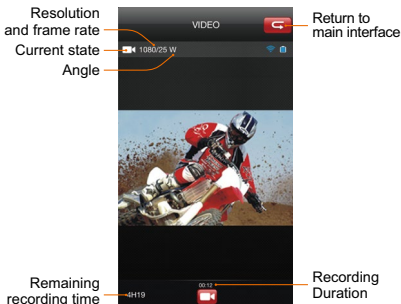 Resolution
and frame rate
VIDEO
Return to
main interface
Current state
1080/25 W
Angle
Remaining
recording time
4H19
00:12
Recording
Duration